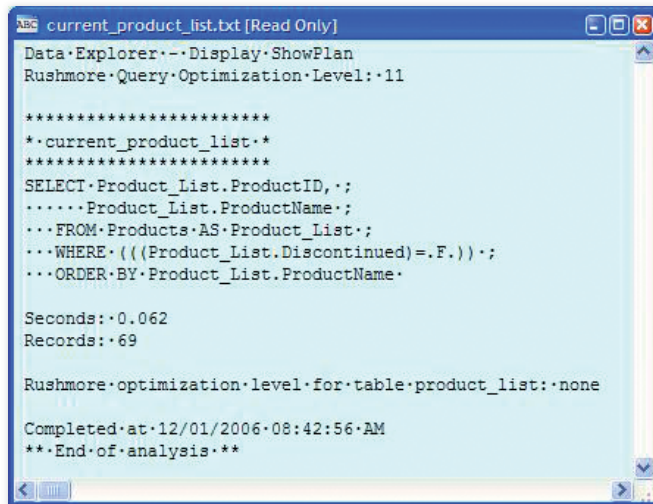 ABC current_product_list.txt [Read Only]
Data·Explorer·-·Display·ShowPlan
Rushmore·Query·Optimization·Level:·11
*************************
*·current_product_list·*
*************************
SELECT·Product_List.ProductID,·;
······Product_List.ProductName·;
···FROM·Products·AS·Product_List·;
···WHERE·(((Product_List.Discontinued)=.F.))·;
···ORDER·BY·Product_List.ProductName·
Seconds:·0.062
Records:·69
Rushmore·optimization·level·for·table·product_list:·none
Completed·at·12/01/2006·08:42:56·AM
**·End·of·analysis·**